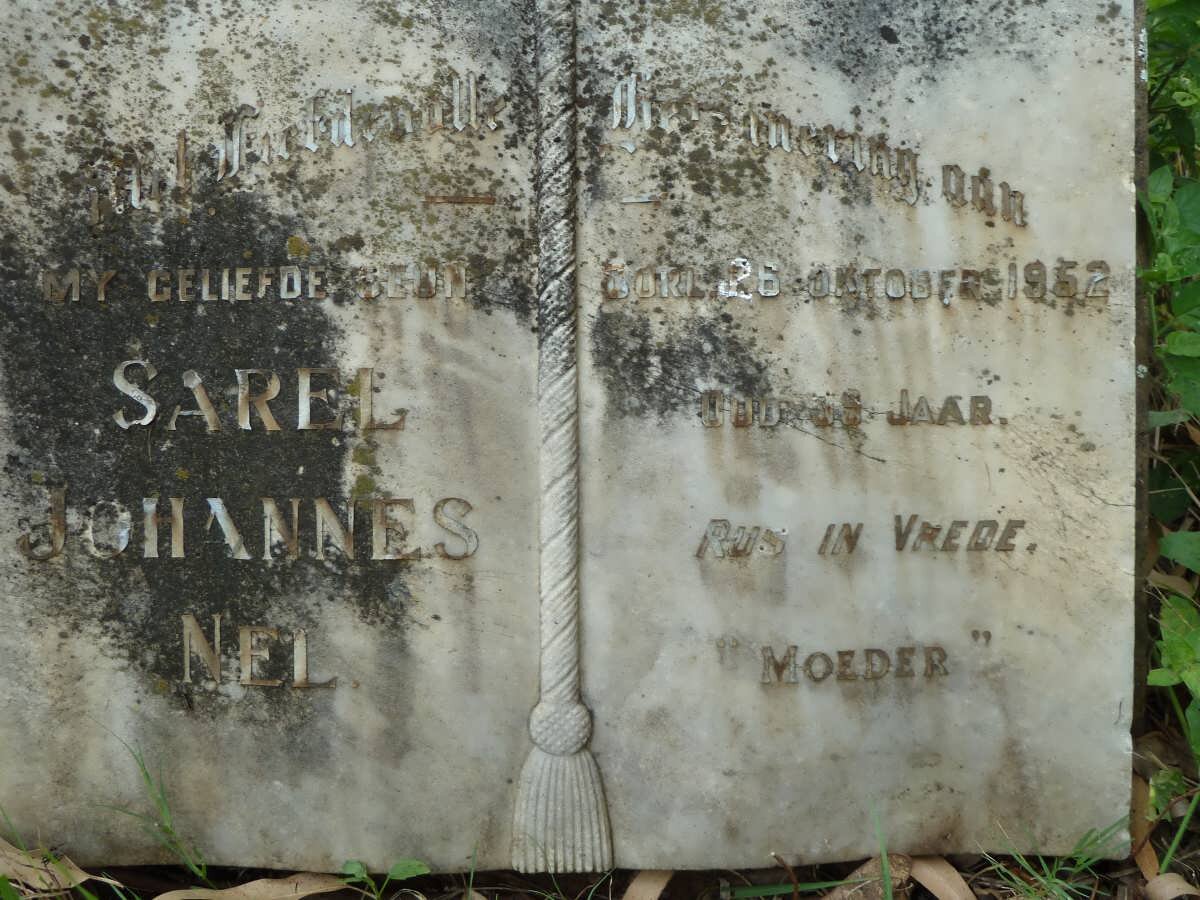 In Liefdevolle
Herinnering aan
MY GELIEFDE SEUN
SAREL
JOHANNES
NEL.
OORL. 26 OKTOBER 1952
OUD JAAR.
RUS IN VREDE.
"MOEDER"